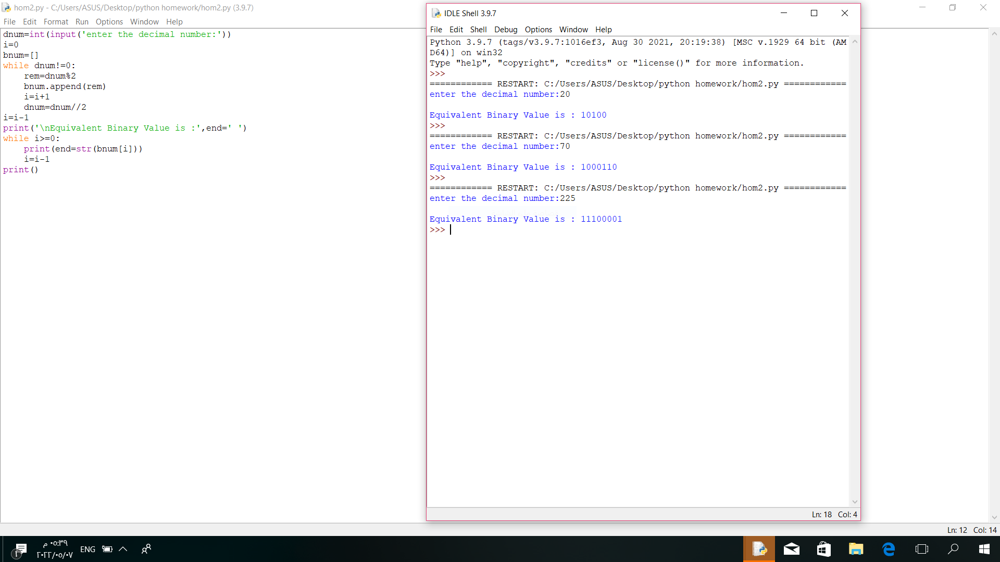 hom2.py - C:/Users/ASUS/Desktop/python homework/hom2.py (3.9.7)
File Edit Format Run Options Window Help
dnum=int(input('enter the decimal number:'))
i=0
bnum=[]
while dnum!=0:
    rem=dnum%2
    bnum.append(rem)
    i=i+1
    dnum=dnum//2
i=i-1
print('\nEquivalent Binary Value is :',end=' ')
while i>=0:
    print(end=str(bnum[i]))
    i=i-1
print()
IDLE Shell 3.9.7
File Edit Shell Debug Options Window Help
Python 3.9.7 (tags/v3.9.7:1016ef3, Aug 30 2021, 20:19:38) [MSC v.1929 64 bit (AM
D64)] on win32
Type "help", "copyright", "credits" or "license()" for more information.
>>>
============ RESTART: C:/Users/ASUS/Desktop/python homework/hom2.py ============
enter the decimal number:20
Equivalent Binary Value is : 10100
>>>
============ RESTART: C:/Users/ASUS/Desktop/python homework/hom2.py ============
enter the decimal number:70
Equivalent Binary Value is : 1000110
>>>
============ RESTART: C:/Users/ASUS/Desktop/python homework/hom2.py ============
enter the decimal number:225
Equivalent Binary Value is : 11100001
>>>
Ln: 18 Col: 4
Ln: 12 Col: 14
١
٠٥:٣٩ م
٢٠٢٢/٠٥/٠٧
ENG